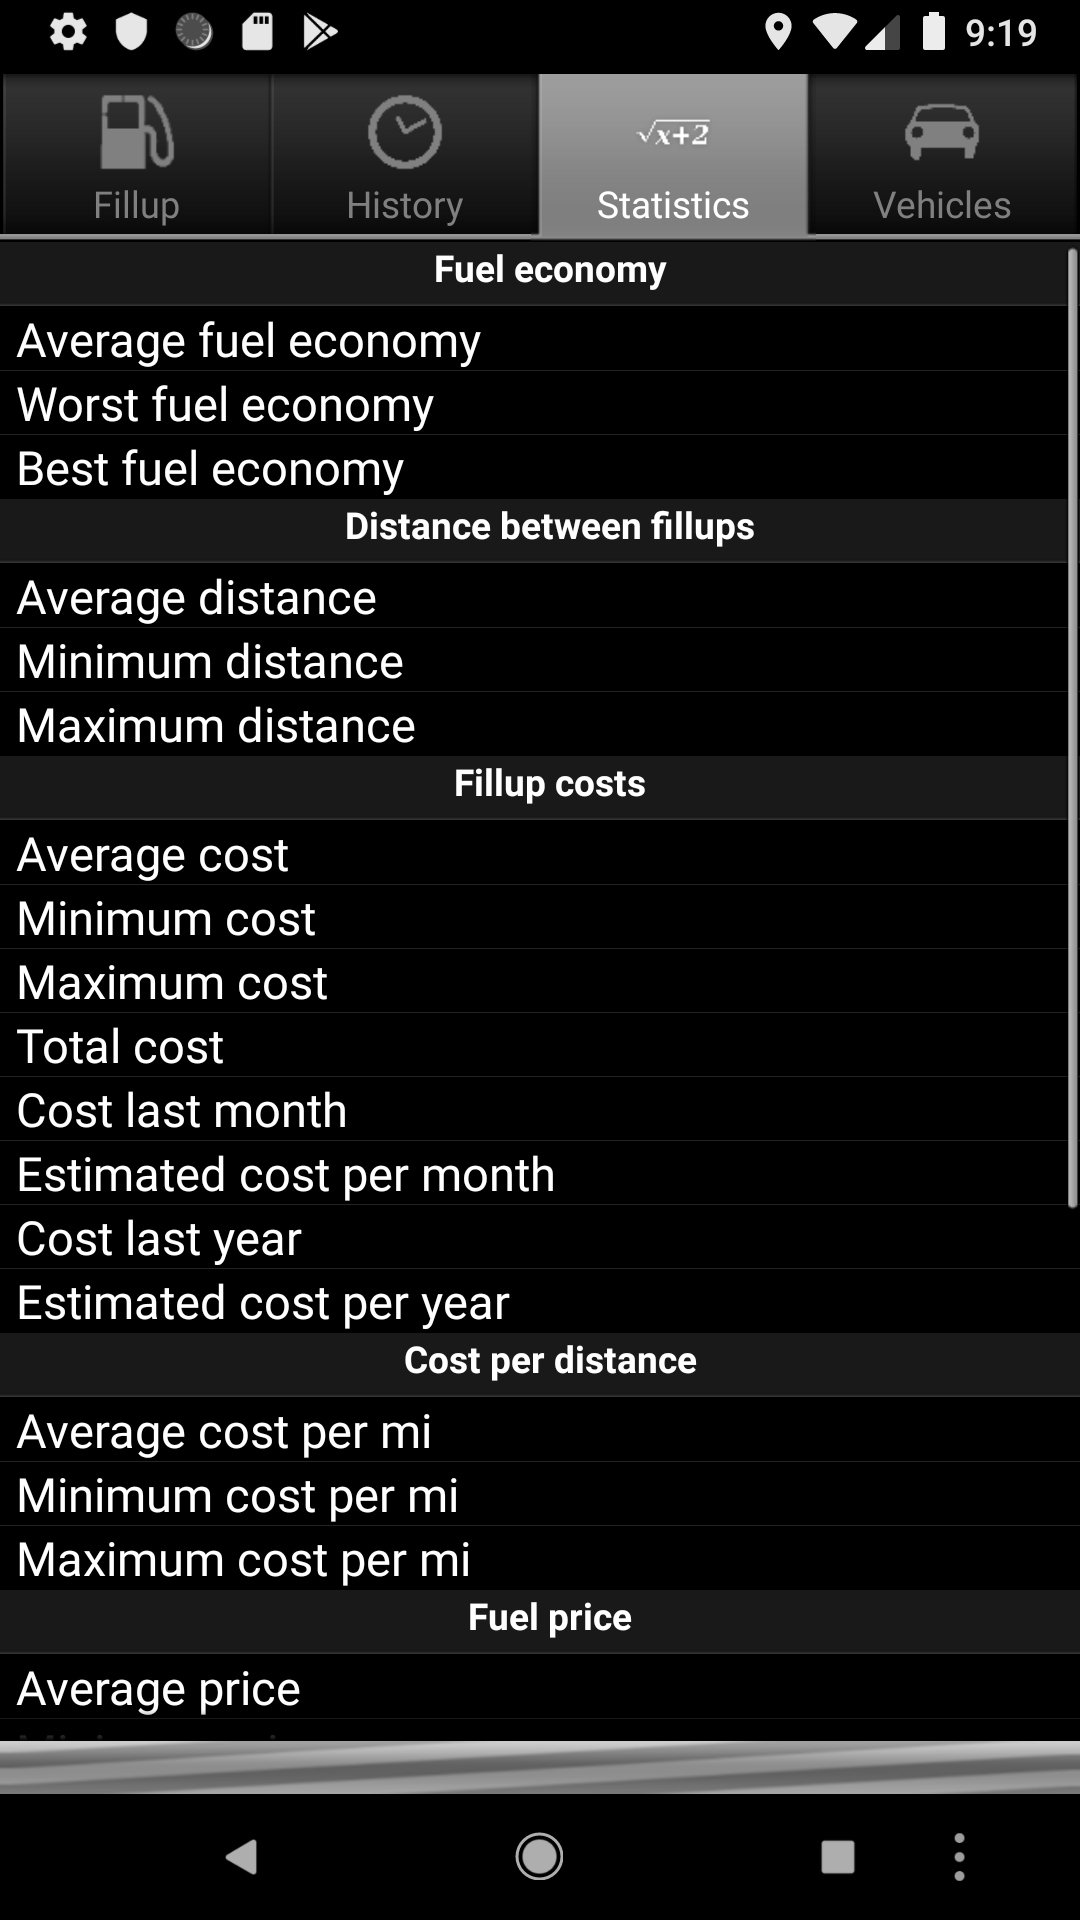 9:19
Fillup
History
√x+2
Statistics
Vehicles
Fuel economy
Average fuel economy
Worst fuel economy
Best fuel economy
Distance between fillups
Average distance
Minimum distance
Maximum distance
Fillup costs
Average cost
Minimum cost
Maximum cost
Total cost
Cost last month
Estimated cost per month
Cost last year
Estimated cost per year
Cost per distance
Average cost per mi
Minimum cost per mi
Maximum cost per mi
Fuel price
Average price